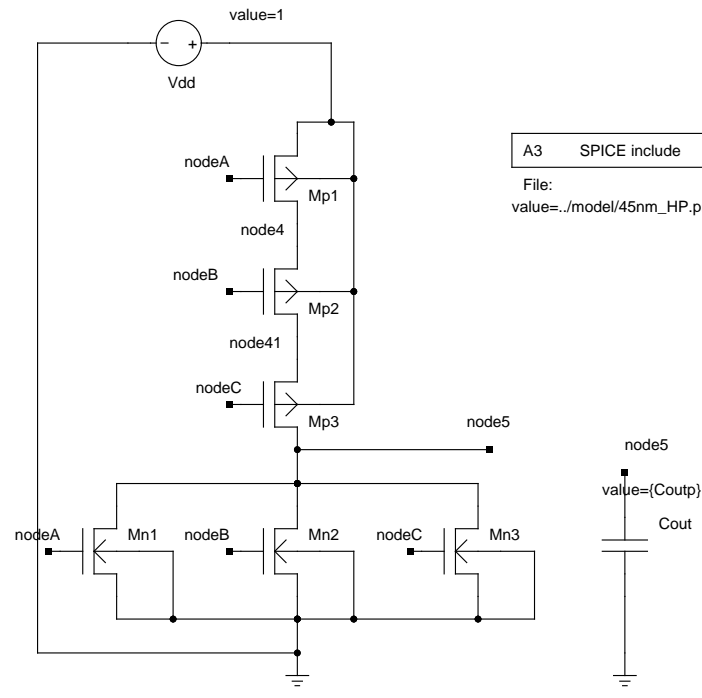 value=1
− +
Vdd
A3 SPICE include
File:
value=../model/45nm_HP.p
nodeA
Mp1
node4
nodeB
Mp2
node41
nodeC
Mp3
node5
node5
value={Coutp}
Cout
nodeA Mn1 nodeB Mn2 nodeC Mn3